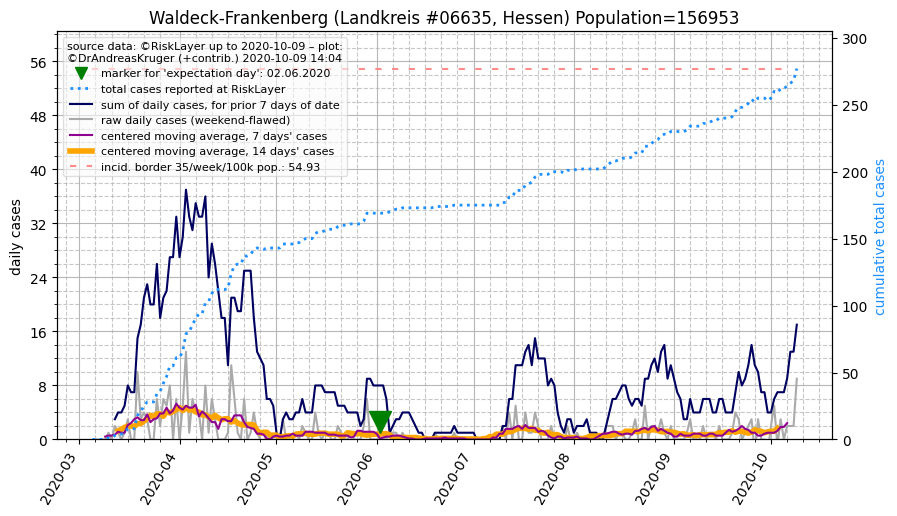 Waldeck-Frankenberg (Landkreis #06635, Hessen) Population=156953
source data: ©RiskLayer up to 2020-10-09 – plot:
©DrAndreasKruger (+contrib.) 2020-10-09 14:04
marker for 'expectation day': 02.06.2020
total cases reported at RiskLayer
sum of daily cases, for prior 7 days of date
raw daily cases (weekend-flawed)
centered moving average, 7 days' cases
centered moving average, 14 days' cases
incid. border 35/week/100k pop.: 54.93
daily cases
56
48
40
32
24
16
8
0
cumulative total cases
300
250
200
150
100
50
0
2020-03
2020-04
2020-05
2020-06
2020-07
2020-08
2020-09
2020-10